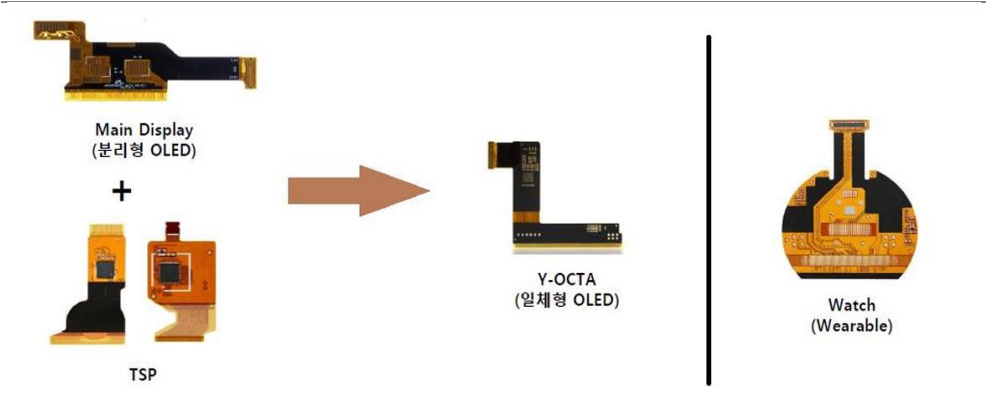 Main Display
(분리형 OLED)
+
TSP
Y-OCTA
(일체형 OLED)
Watch
(Wearable)